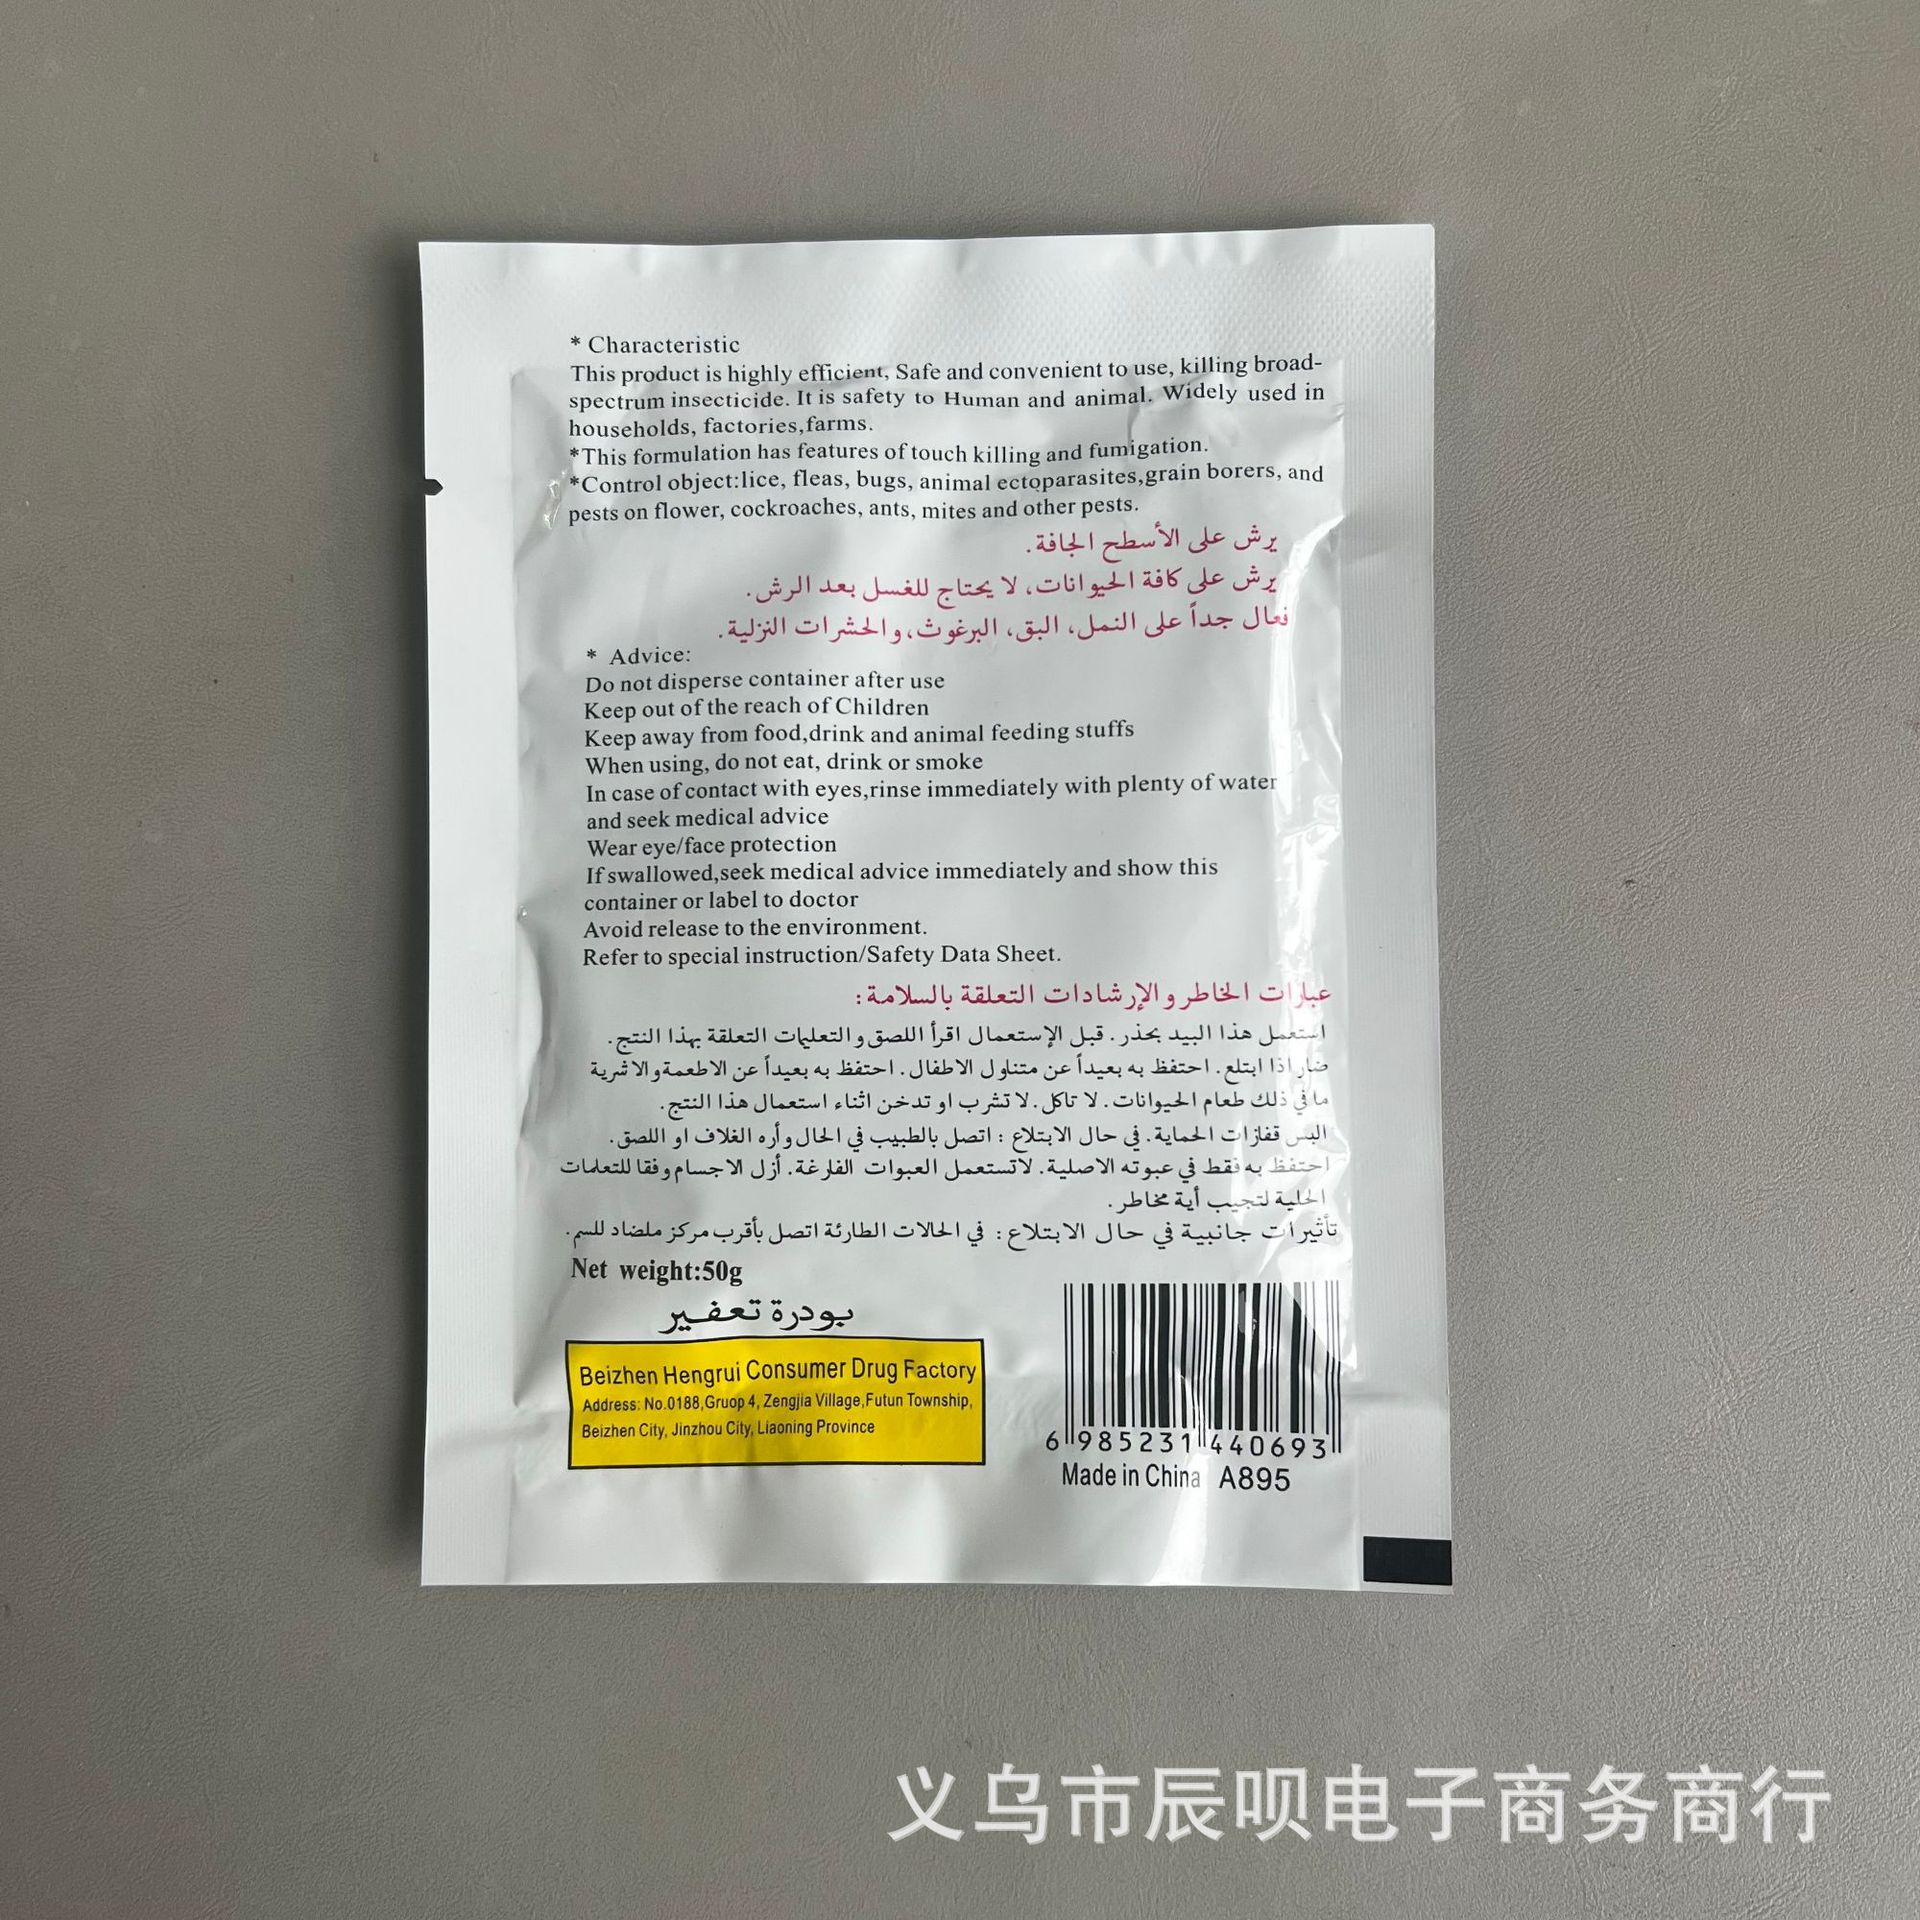 * Characteristic
This product is highly efficient, Safe and convenient to use, killing broad-
spectrum insecticide. It is safety to Human and animal. Widely used in
households, factories,farms.
*This formulation has features of touch killing and fumigation.
*Control object:lice, fleas, bugs, animal ectoparasites,grain borers, and
pests on flower, cockroaches, ants, mites and other pests.
يرش على الأسطح الجافة.
يرش على كافة الحيوانات، لا يحتاج للغسل بعد الرش.
فعال جداً على النمل، البق، البرغوث، والحشرات النزلية.
* Advice:
Do not disperse container after use
Keep out of the reach of Children
Keep away from food,drink and animal feeding stuffs
When using, do not eat, drink or smoke
In case of contact with eyes,rinse immediately with plenty of water
and seek medical advice
Wear eye/face protection
If swallowed,seek medical advice immediately and show this
container or label to doctor
Avoid release to the environment.
Refer to special instruction/Safety Data Sheet.
عبارات الخاطر والإرشادات التعلقة بالسلامة:
استعمل هذا البيد بحذر. قبل الإستعمال اقرأ اللصق والتعليات التعلقة بهذا النتج.
ضار اذا ابتلع. احتفظ به بعيداً عن متناول الاطفال. احتفظ به بعيداً عن الاطعمة والاشرية
ما في ذلك طعام الحيوانات. لا تاكل. لا تشرب او تدخن اثناء استعمال هذا النتج.
البس قفازات الحماية. في حال الابتلاع : اتصل بالطبيب في الحال وأره الغلاف او اللصق.
احتفظ به فقط في عبوته الاصلية. لاتستعمل العبوات الفارغة. أزل الاجسام وفقا للتعلمات
الحلية لتجيب أية مخاطر.
تأثيرات جانبية في حال الابتلاع: في الحالات الطارئة اتصل بأقرب مركز ملضاد للسم.
Net weight:50g
بودرة تعفير
Beizhen Hengrui Consumer Drug Factory
Address: No.0188,Gruop 4, Zengjia Village,Futun Township,
Beizhen City, Jinzhou City, Liaoning Province
6 985231 440693
Made in China A895
义乌市辰呗电子商务商行